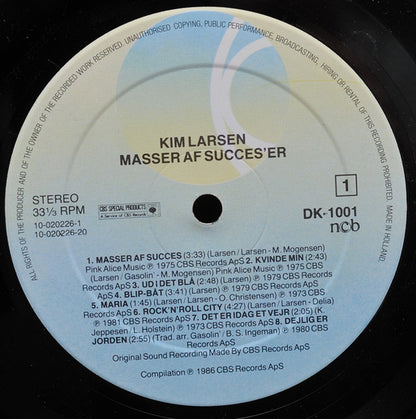 ALL RIGHTS OF THE PRODUCER AND OF THE OWNER OF THE RECORDED WORK RESERVED. UNAUTHORISED COPYING, PUBLIC PERFORMANCE, BROADCASTING, HIRING OR RENTAL OF THIS RECORDING PROHIBITED. MADE IN HOLLAND
KIM LARSEN
MASSER AF SUCCES'ER
STEREO
33⅓ RPM
10-020226-1
10-020226-20
CBS SPECIAL PRODUCTS
A Service of CBS Records
1
DK-1001
ncb
1. MASSER AF SUCCES (3:33) (Larsen / Larsen - M. Mogensen)
Pink Alice Music ℗ 1975 CBS Records ApS 2. KVINDE MIN (2:43)
(Larsen / Gasolin' - M. Mogensen) Pink Alice Music ℗ 1975 CBS
Records ApS 3. UD I DET BLÅ (2:18) (Larsen / Larsen) ℗ 1979 CBS
Records ApS 4. BLIP-BÅT (3:41) (Larsen / Larsen) ℗ 1980 CBS Records ApS
5. MARIA (1:45) (Larsen / Larsen - O. Christensen) ℗ 1973 CBS
Records ApS 6. ROCK'N'ROLL CITY (4:27) (Larsen / Larsen - Delia)
℗ 1981 CBS Records ApS 7. DET ER IDAG ET VEJR (2:05) (K.
Jeppesen / L. Holstein) ℗ 1973 CBS Records ApS 8. DEJLIG ER
JORDEN (2:55) (Trad. arr. Gasolin' / B. S. Ingeman) ℗ 1980 CBS
Records ApS
Original Sound Recording Made By CBS Records ApS
Compilation ℗ 1986 CBS Records ApS